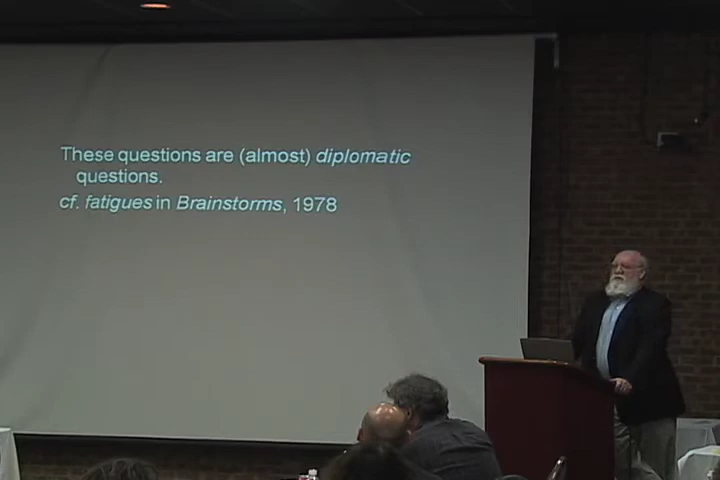 These questions are (almost) diplomatic
questions.
cf. fatigues in Brainstorms, 1978